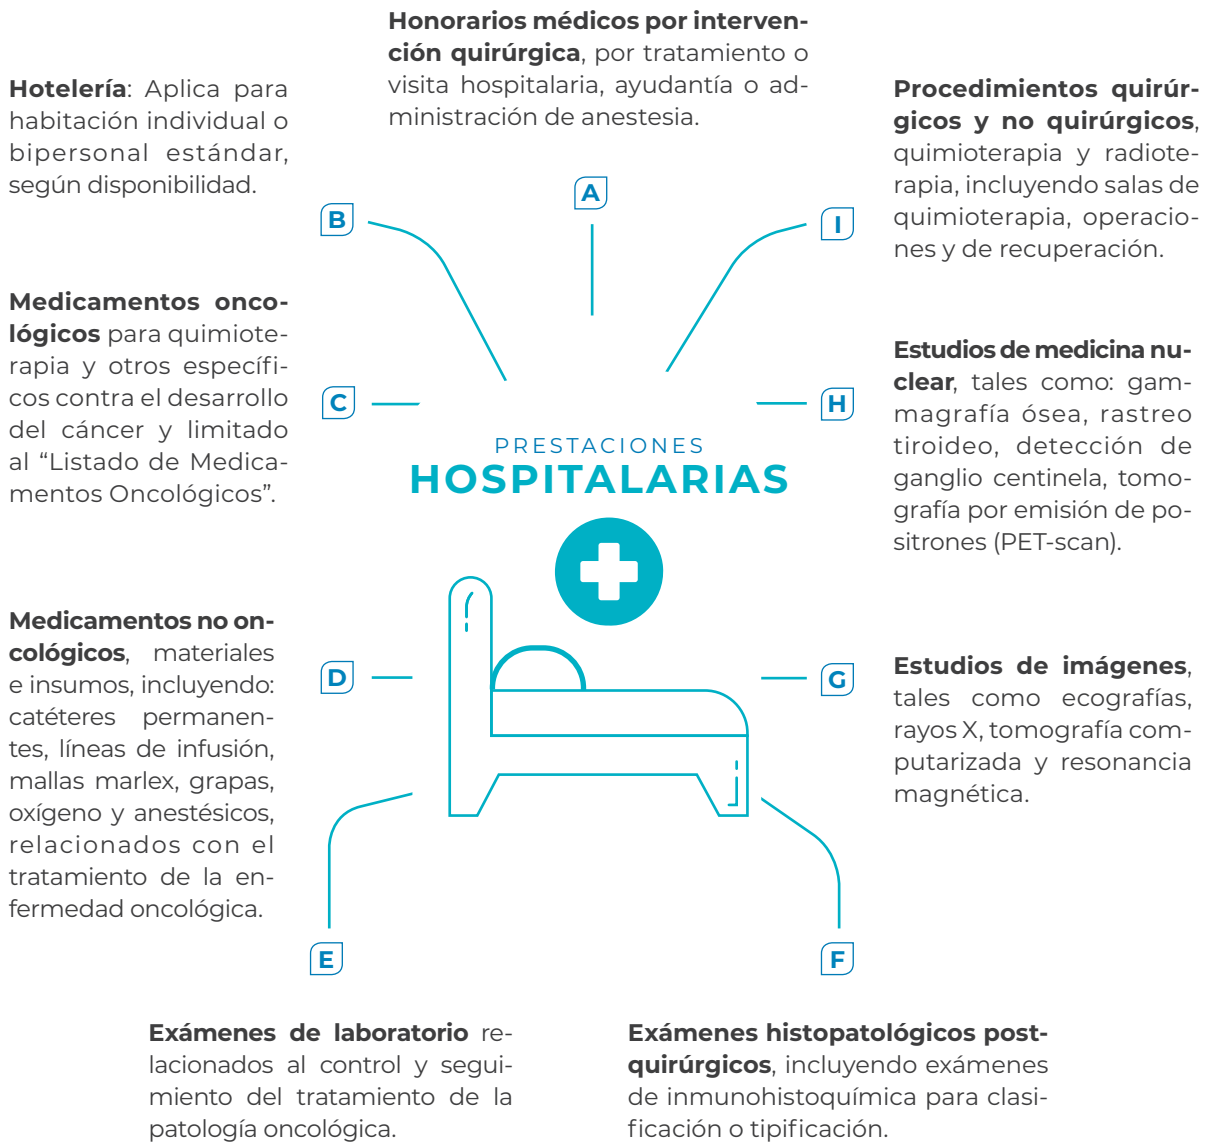 Honorarios médicos por interven-
ción quirúrgica, por tratamiento o
visita hospitalaria, ayudantía o ad-
ministración de anestesia.
A
Hotelería: Aplica para
habitación individual o
bipersonal estándar,
según disponibilidad.
B
Medicamentos onco-
lógicos para quimiote-
rapia y otros específi-
cos contra el desarrollo
del cáncer y limitado
al “Listado de Medica-
mentos Oncológicos”.
C
Medicamentos no on-
cológicos, materiales
e insumos, incluyendo:
catéteres permanen-
tes, líneas de infusión,
mallas marlex, grapas,
oxígeno y anestésicos,
relacionados con el
tratamiento de la en-
fermedad oncológica.
D
PRESTACIONES
HOSPITALARIAS
Procedimientos quirúr-
gicos y no quirúrgicos,
quimioterapia y radiote-
rapia, incluyendo salas de
quimioterapia, operacio-
nes y de recuperación.
I
Estudios de medicina nu-
clear, tales como: gam-
magrafía ósea, rastreo
tiroideo, detección de
ganglio centinela, tomo-
grafía por emisión de po-
sitrones (PET-scan).
H
Estudios de imágenes,
tales como ecografías,
rayos X, tomografía com-
putarizada y resonancia
magnética.
G
E
Exámenes de laboratorio re-
lacionados al control y segui-
miento del tratamiento de la
patología oncológica.
F
Exámenes histopatológicos post-
quirúrgicos, incluyendo exámenes
de inmunohistoquímica para clasi-
ficación o tipificación.